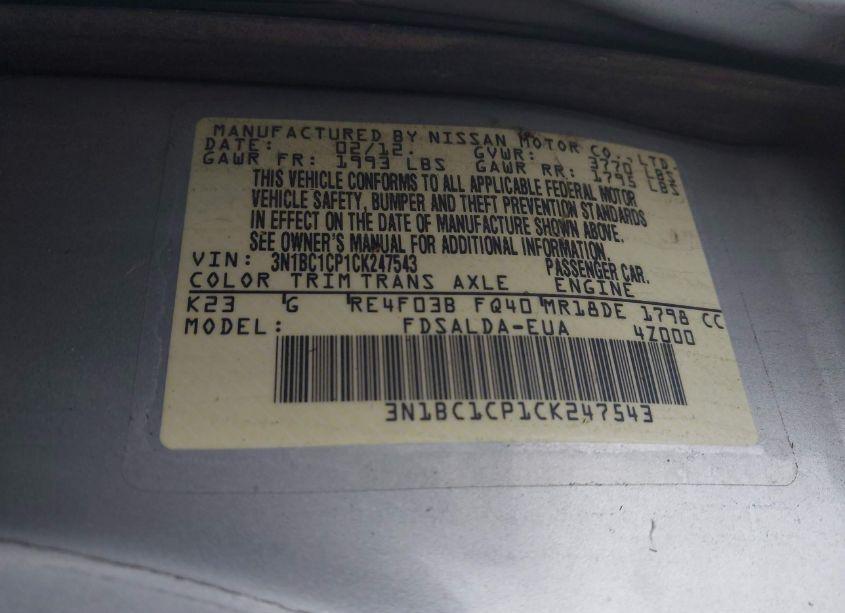 MANUFACTURED BY NISSAN MOTOR CO., LTD.
DATE: 02/12. GVWR: 3770 LBS
GAWR FR: 1993 LBS GAWR RR: 1795 LBS
THIS VEHICLE CONFORMS TO ALL APPLICABLE FEDERAL MOTOR
VEHICLE SAFETY, BUMPER AND THEFT PREVENTION STANDARDS
IN EFFECT ON THE DATE OF MANUFACTURE SHOWN ABOVE.
SEE OWNER'S MANUAL FOR ADDITIONAL INFORMATION.
VIN: 3N1BC1CP1CK247543 PASSENGER CAR.
COLOR TRIM TRANS AXLE ENGINE
K23 G RE4F03B FQ40 MR18DE 1798 CC
MODEL: FDSALDA-EUA 4Z000
3N1BC1CP1CK247543